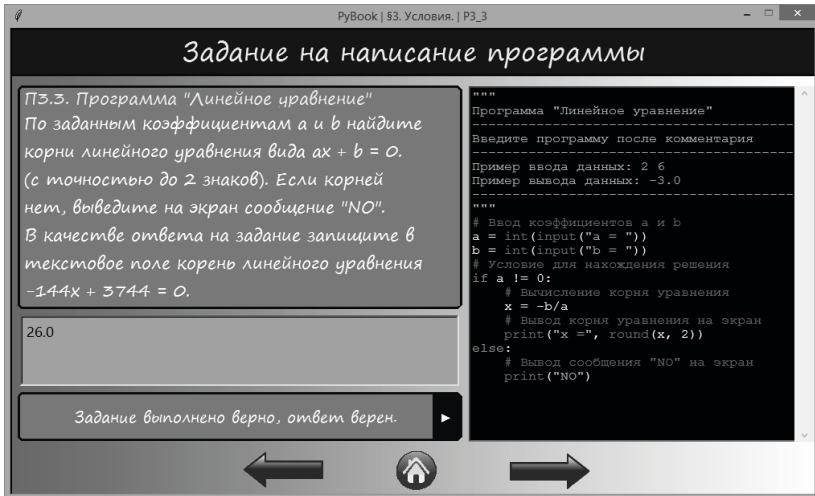 PyBook | §3. Условия. | P3_3
Задание на написание программы
П3.3. Программа "Линейное уравнение"
По заданным коэффициентам a и b найдите
корни линейного уравнения вида ax + b = 0.
(с точностью до 2 знаков). Если корней
нет, выведите на экран сообщение "NO".
В качестве ответа на задание запишите в
текстовое поле корень линейного уравнения
-144x + 3744 = 0.
26.0
Задание выполнено верно, ответ верен.
"""
Программа "Линейное уравнение"
----------------------------------------
Введите программу после комментария
----------------------------------------
Пример ввода данных: 2 6
Пример вывода данных: -3.0
----------------------------------------
"""
# Ввод коэффициентов a и b
a = int(input("a = "))
b = int(input("b = "))
# Условие для нахождения решения
if a != 0:
    # Вычисление корня уравнения
    x = -b/a
    # Вывод корня уравнения на экран
    print("x =", round(x, 2))
else:
    # Вывод сообщения "NO" на экран
    print("NO")